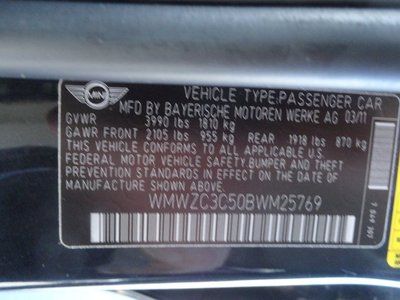 MINI
VEHICLE TYPE:PASSENGER CAR
MFD BY BAYERISCHE MOTOREN WERKE AG 03/11
GVWR 3990 lbs 1810 kg
GAWR FRONT 2105 lbs 955 kg REAR 1918 lbs 870 kg
THIS VEHICLE CONFORMS TO ALL APPLICABLE U.S.
FEDERAL MOTOR VEHICLE SAFETY.BUMPER AND THEFT
PREVENTION STANDARDS IN EFFECT ON THE DATE OF
MANUFACTURE SHOWN ABOVE.
WMWZC3C50BWM25769